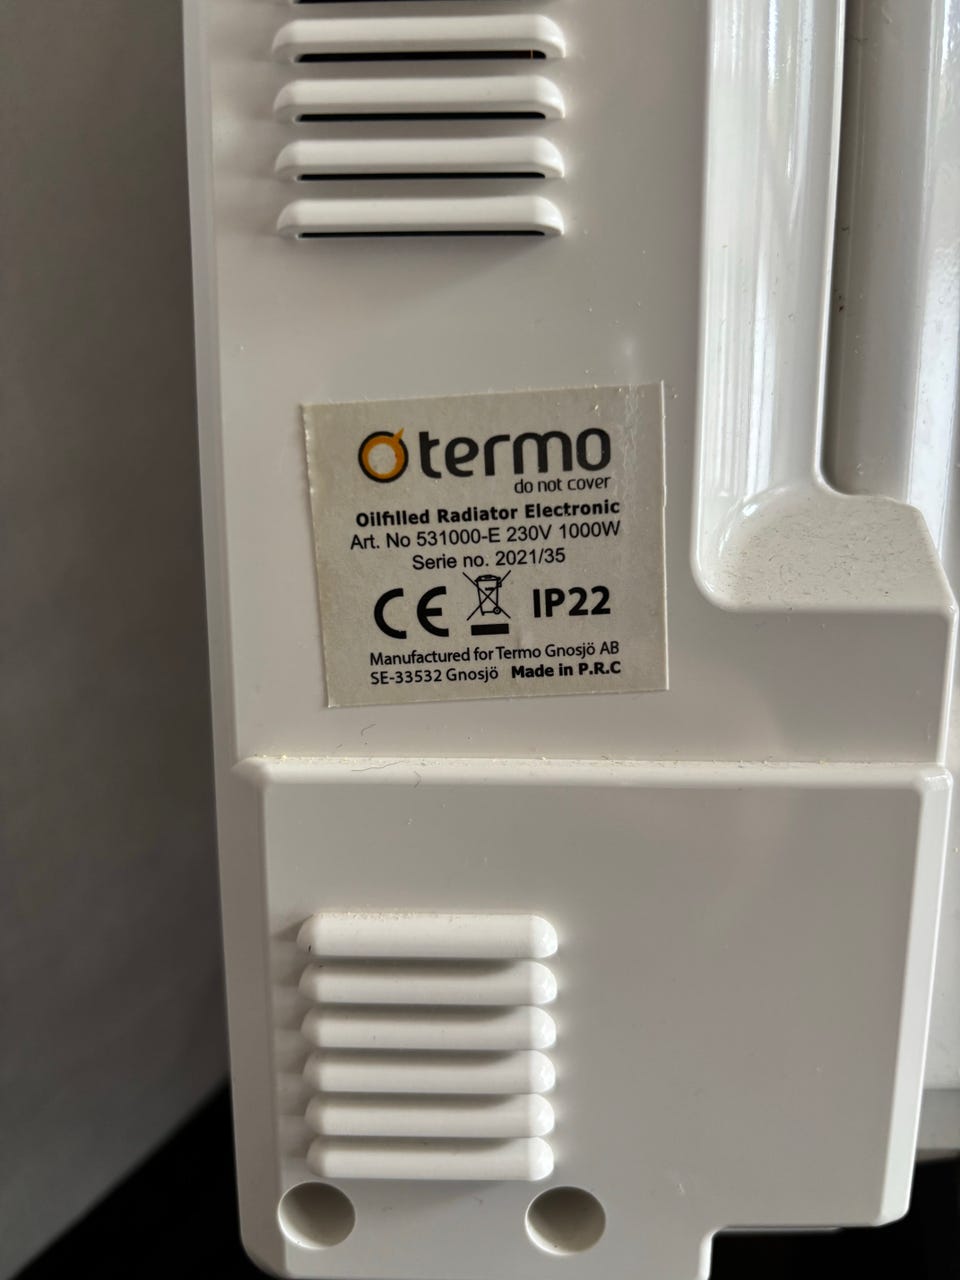 termo
do not cover
Oilfilled Radiator Electronic
Art. No 531000-E 230V 1000W
Serie no. 2021/35
CE IP22
Manufactured for Termo Gnosjö AB
SE-33532 Gnosjö Made in P.R.C